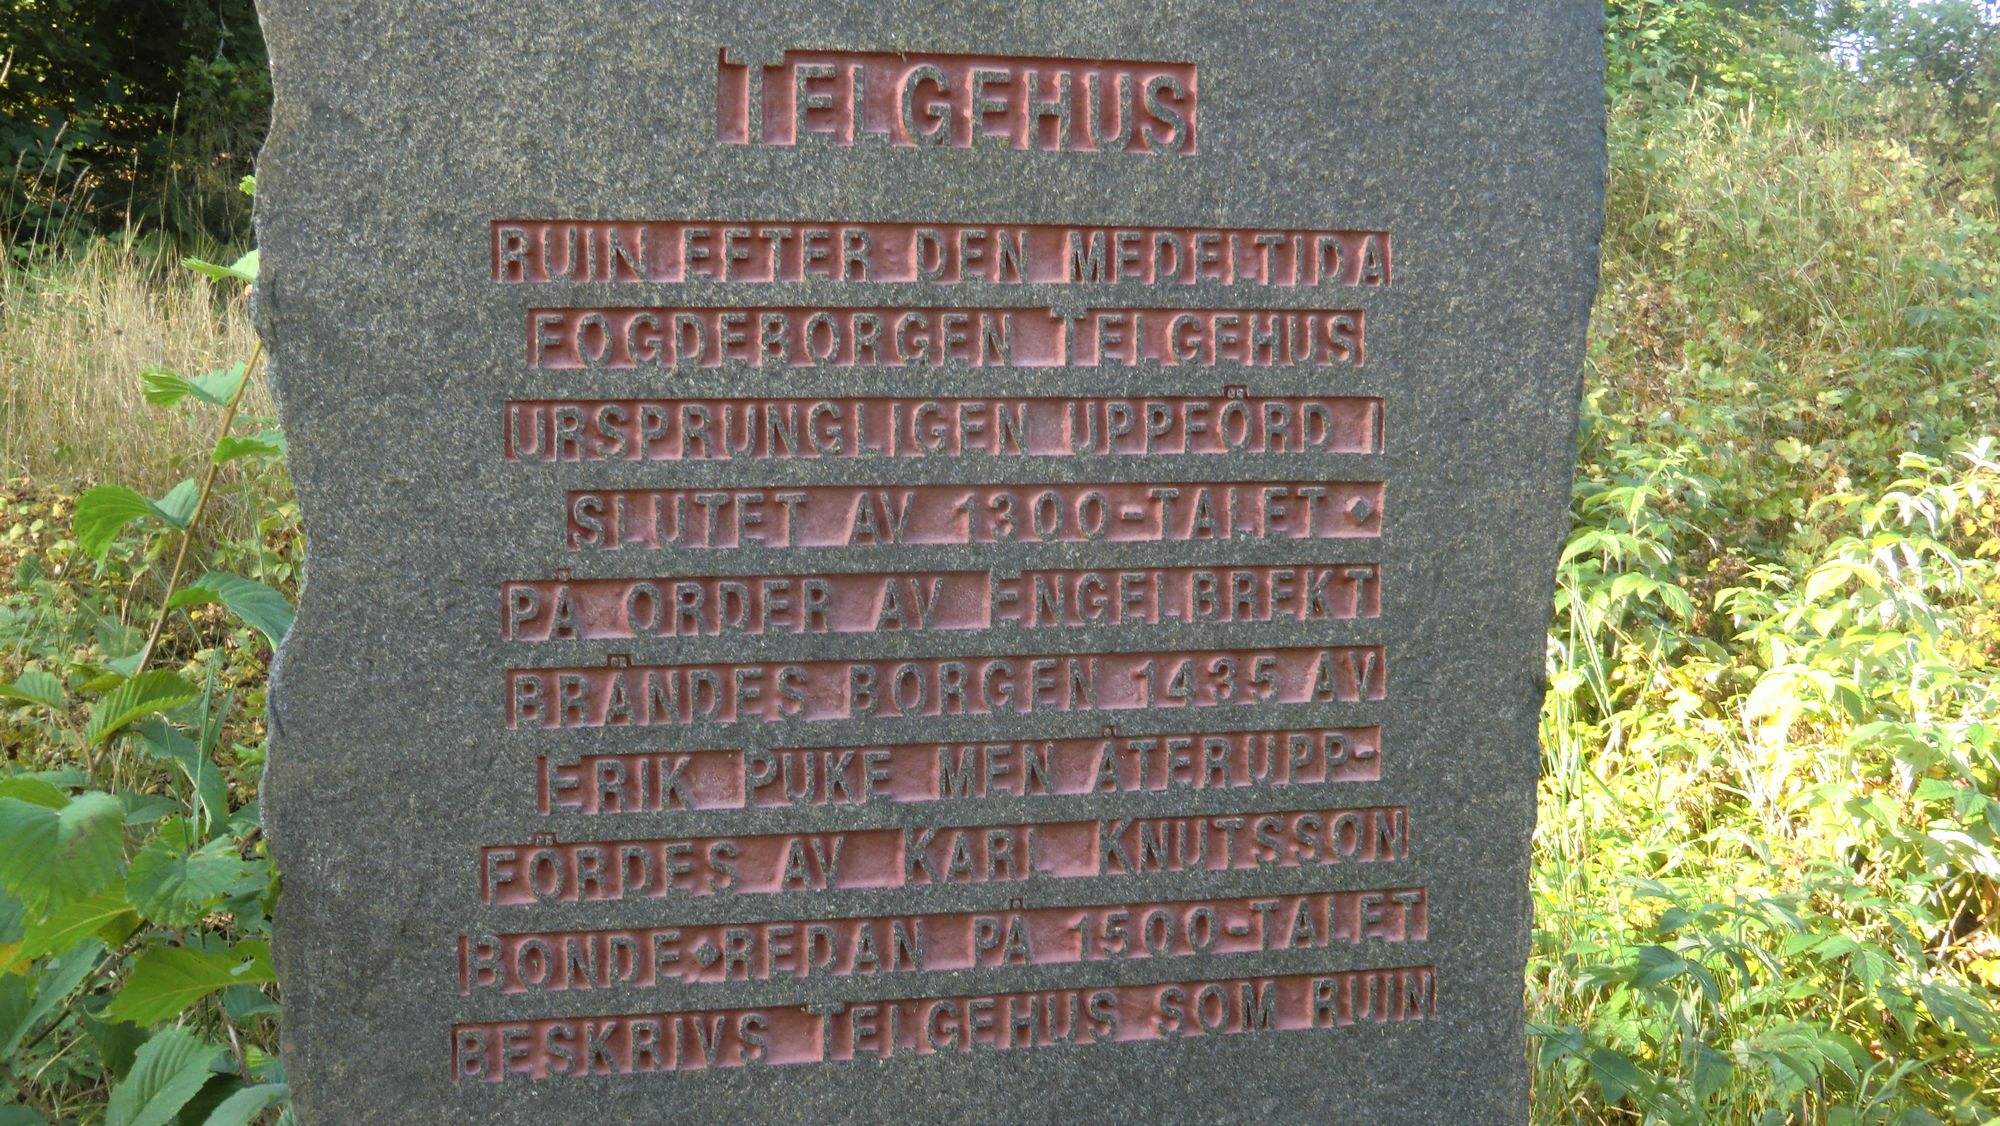 TELGEHUS
RUIN EFTER DEN MEDELTIDA
FOGDEBORGEN TELGEHUS
URSPRUNGLIGEN UPPFÖRD I
SLUTET AV 1300-TALET◆
PÅ ORDER AV ENGELBREKT
BRÄNDES BORGEN 1435 AV
ERIK PUKE MEN ÅTERUPP-
FÖRDES AV KARL KNUTSSON
BONDE◆REDAN PÅ 1500-TALET
BESKRIVS TELGEHUS SOM RUIN